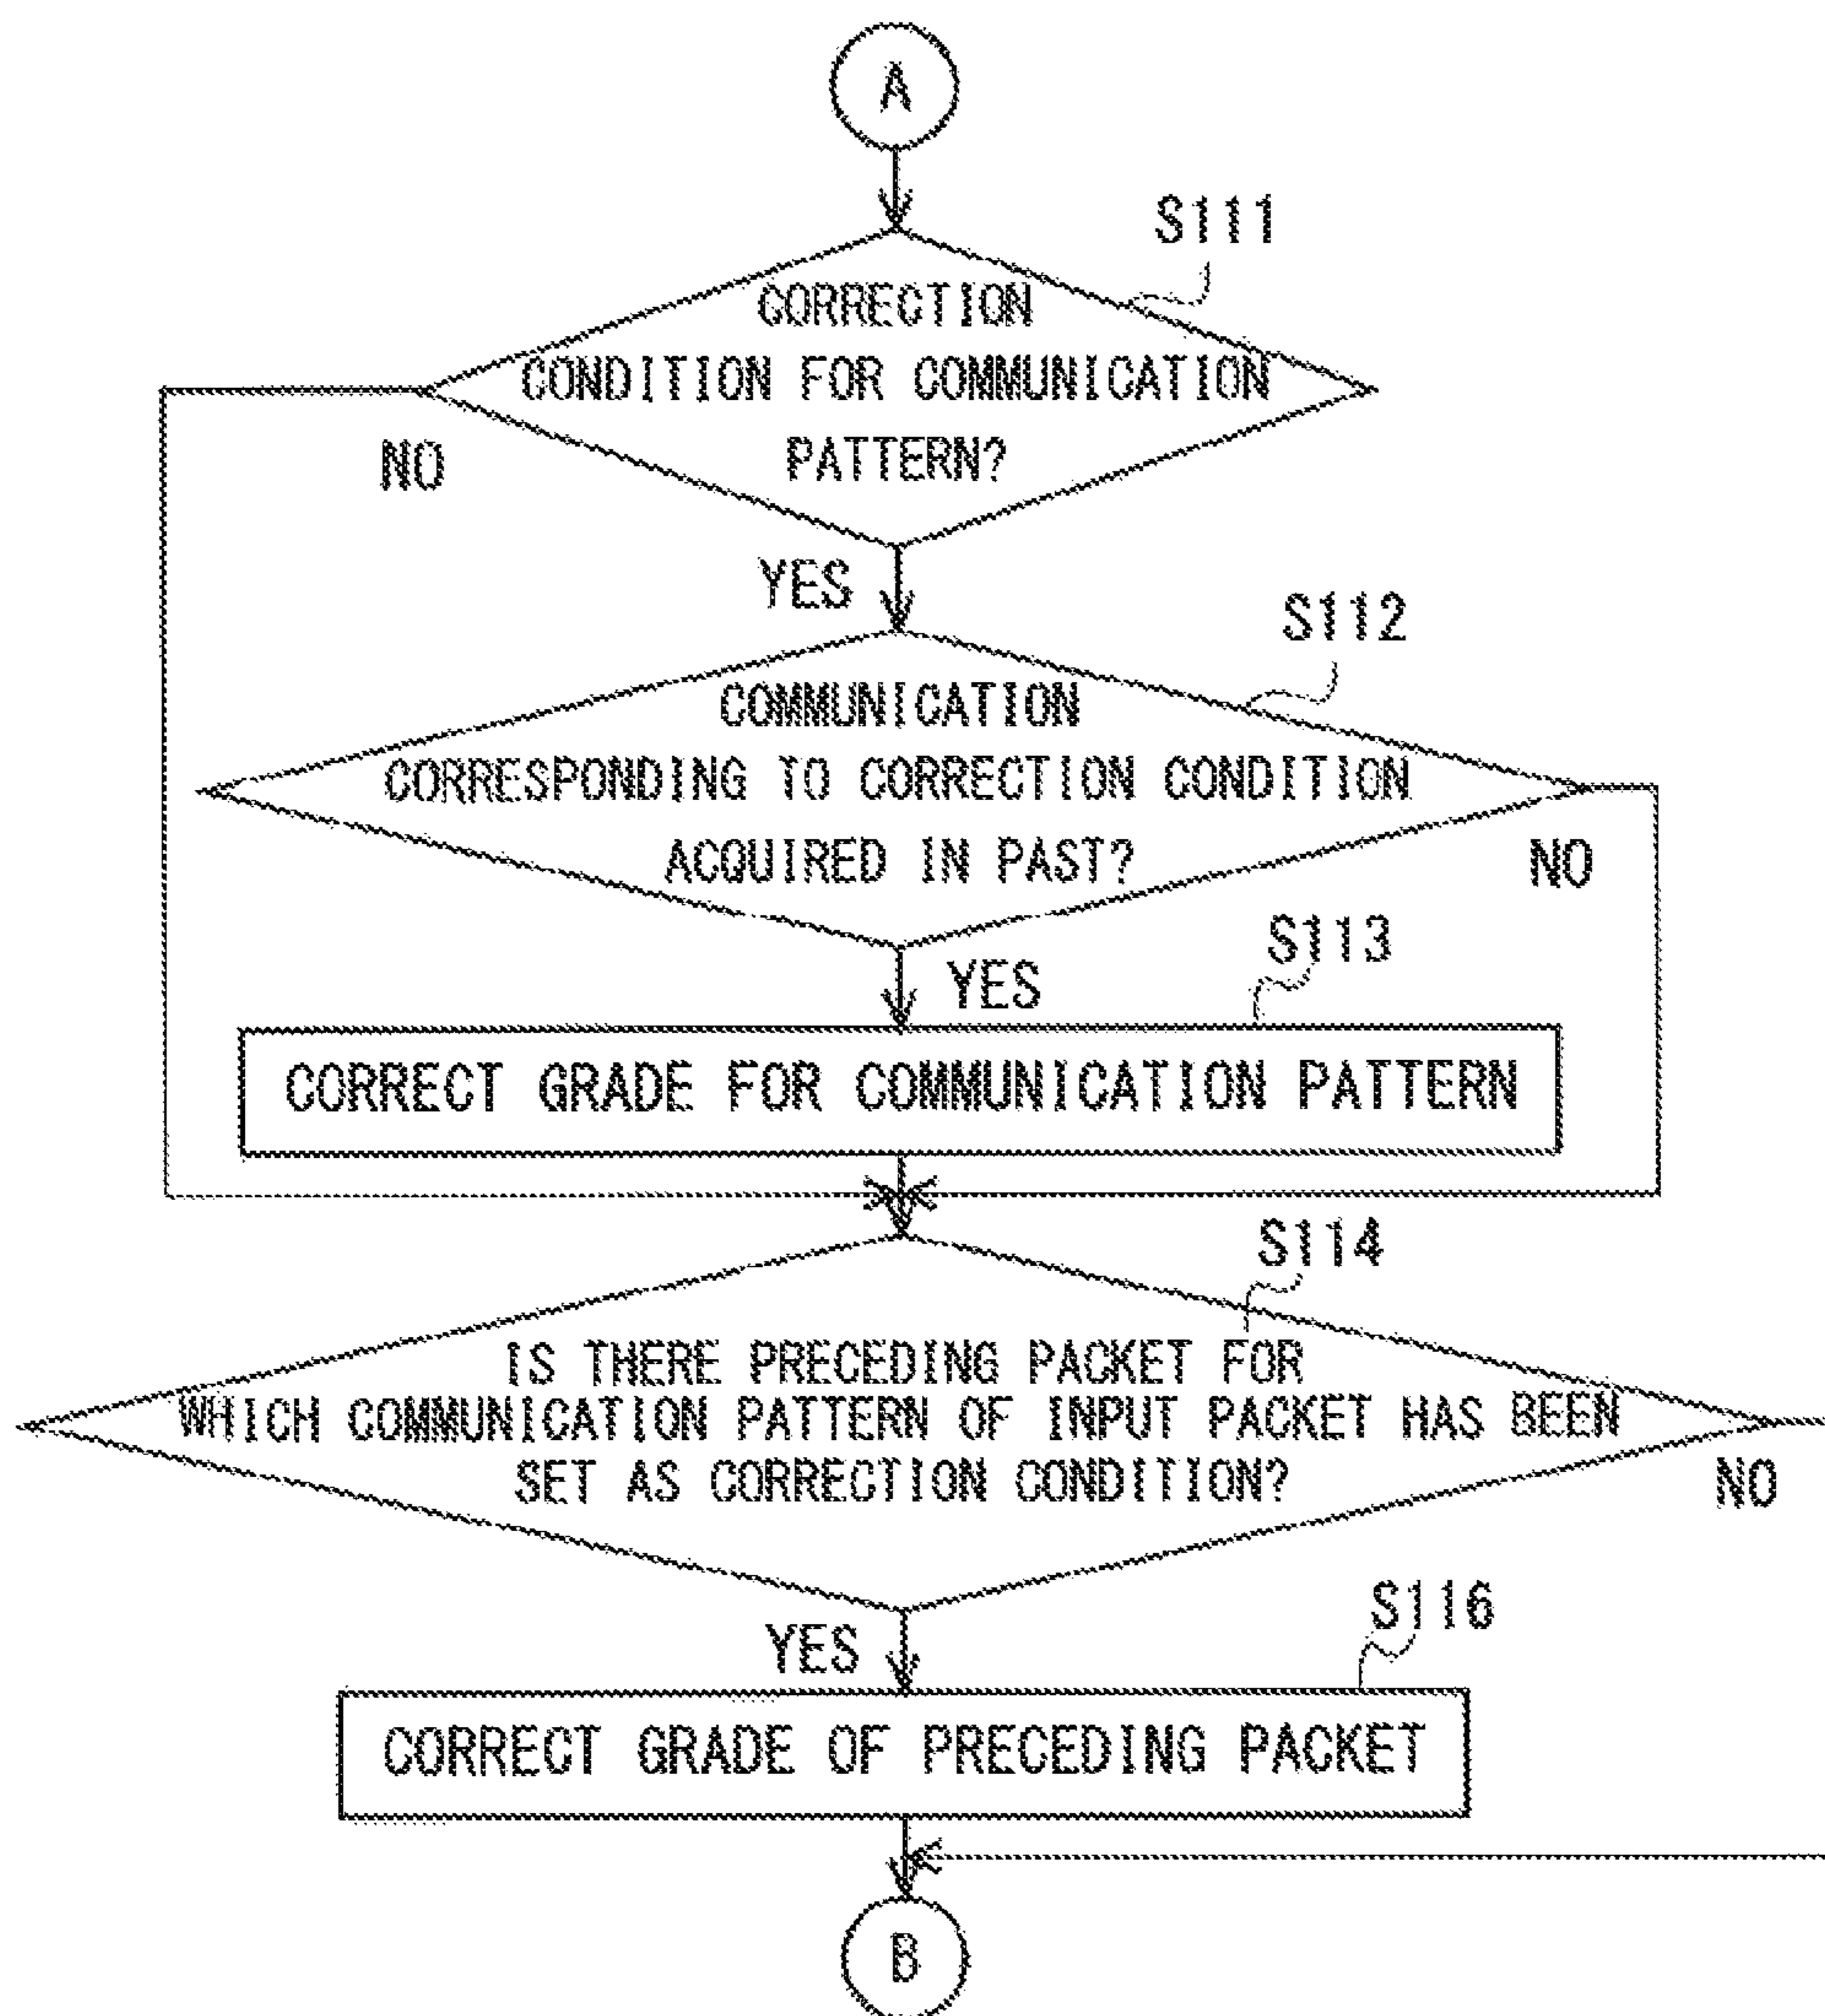 A
S111
CORRECTION
CONDITION FOR COMMUNICATION
PATTERN?
NO
YES
S112
COMMUNICATION
CORRESPONDING TO CORRECTION CONDITION
ACQUIRED IN PAST?
NO
S113
YES
CORRECT GRADE FOR COMMUNICATION PATTERN
S114
IS THERE PRECEDING PACKET FOR
WHICH COMMUNICATION PATTERN OF INPUT PACKET HAS BEEN
SET AS CORRECTION CONDITION?
NO
S116
YES
CORRECT GRADE OF PRECEDING PACKET
B